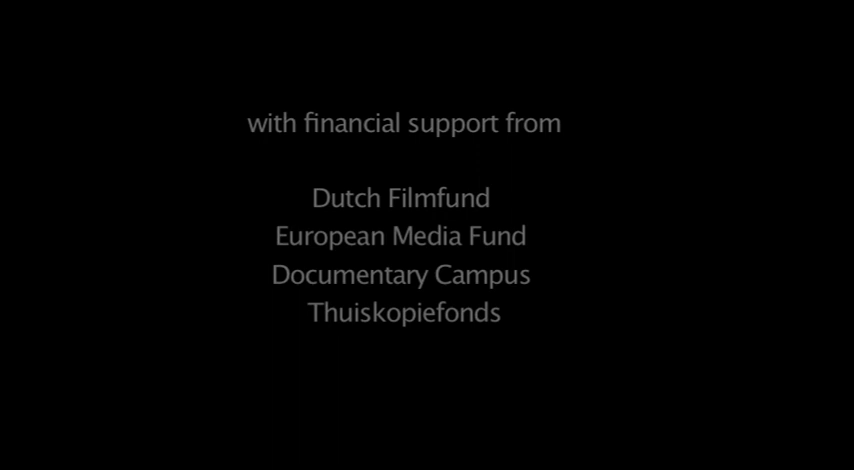 with financial support from
Dutch Filmfund
European Media Fund
Documentary Campus
Thuiskopiefonds